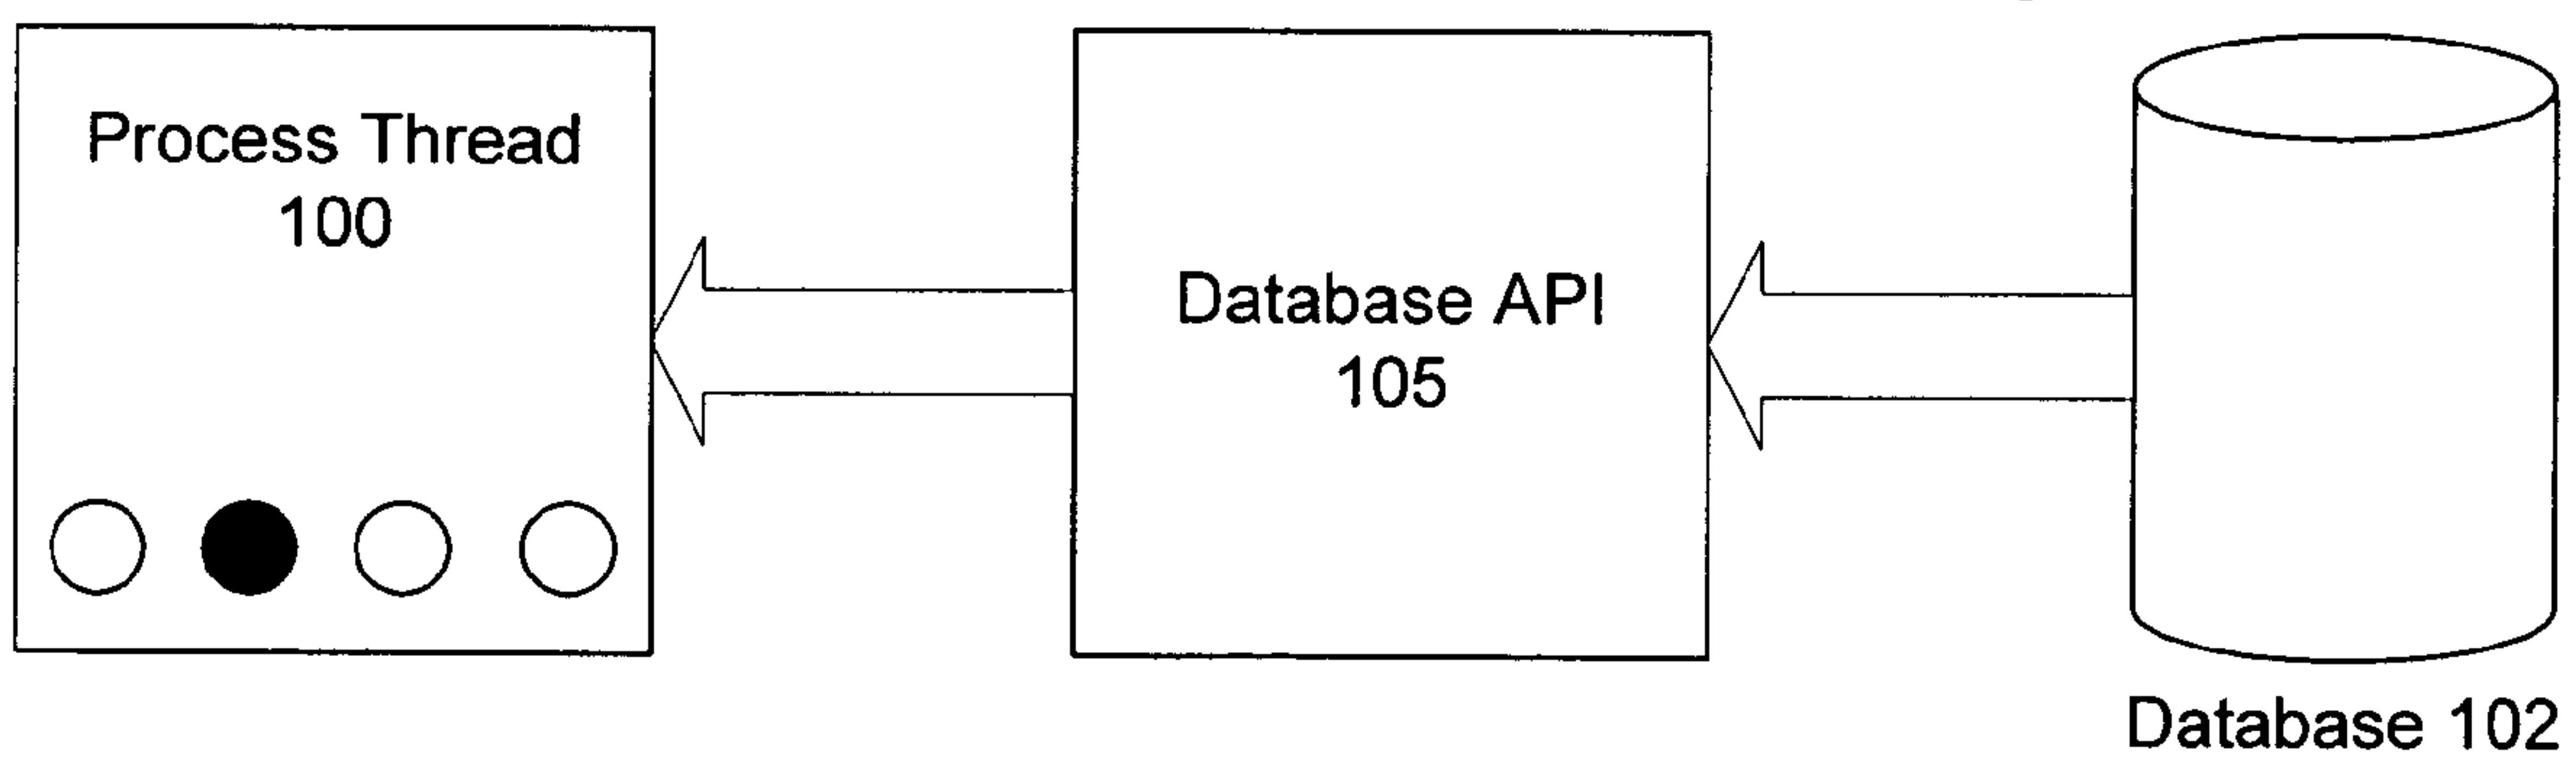 Process Thread
100
Database API
105
Database 102